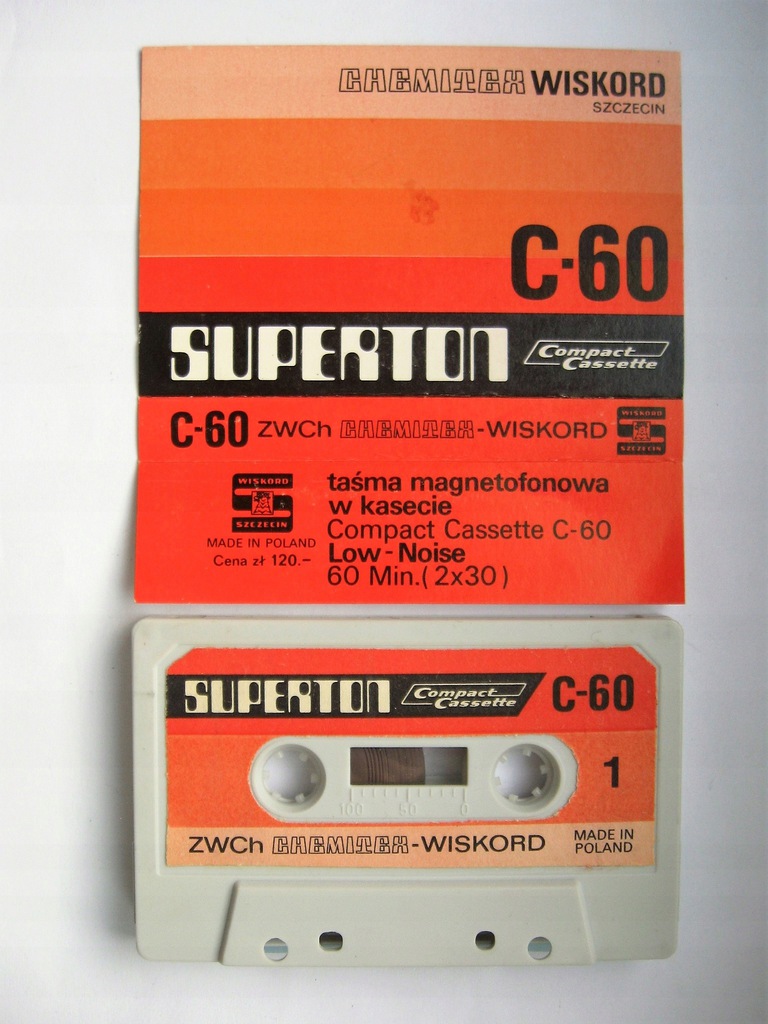 CHEMITEX WISKORD
SZCZECIN
C-60
SUPERTON Compact Cassette
C-60 ZWCh CHEMITEX-WISKORD
WISKORD
SZCZECIN
WISKORD
SZCZECIN
MADE IN POLAND
Cena zł 120.-
taśma magnetofonowa
w kasecie
Compact Cassette C-60
Low-Noise
60 Min.(2x30)
SUPERTON Compact Cassette C-60
1
100 50 0
ZWCh CHEMITEX-WISKORD
MADE IN
POLAND